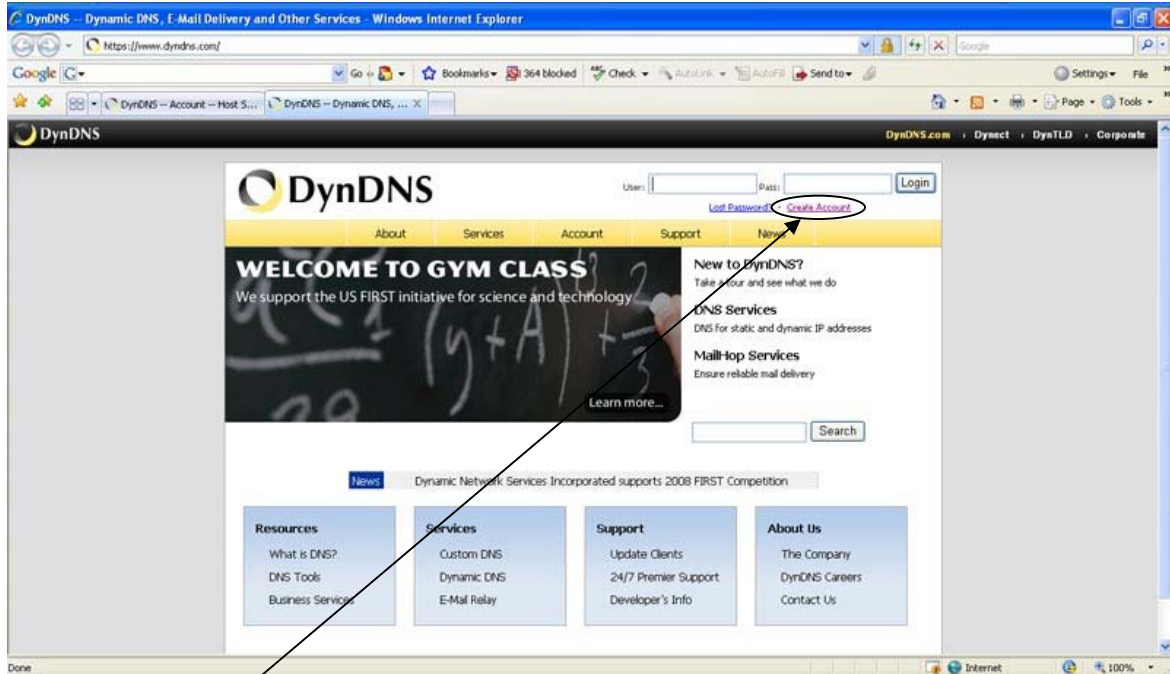 DynDNS -- Dynamic DNS, E-Mail Delivery and Other Services - Windows Internet Explorer
https://www.dyndns.com/
Google
Google G Go Bookmarks 364 blocked Check AutoLink AutoFill Send to Settings File
DynDNS -- Account -- Host S... DynDNS -- Dynamic DNS, ... X Page Tools
DynDNS DynDNS.com Dynect DynTLD Corporate
DynDNS User: Pass: Login
Lost Password? - Create Account
About Services Account Support News
WELCOME TO GYM CLASS
We support the US FIRST initiative for science and technology
Learn more...
New to DynDNS?
Take a tour and see what we do
DNS Services
DNS for static and dynamic IP addresses
MailHop Services
Ensure reliable mail delivery
Search
News Dynamic Network Services Incorporated supports 2008 FIRST Competition
Resources
What is DNS?
DNS Tools
Business Services
Services
Custom DNS
Dynamic DNS
E-Mail Relay
Support
Update Clients
24/7 Premier Support
Developer's Info
About Us
The Company
DynDNS Careers
Contact Us
Done Internet 100%